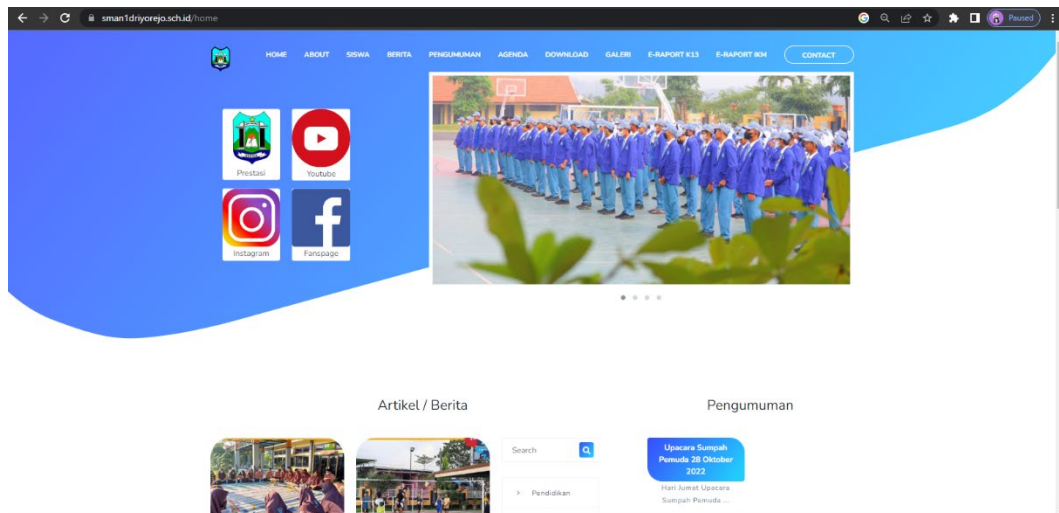 sman1driyorejo.sch.id/home
Paused
HOME ABOUT SISWA BERITA PENGUMUMAN AGENDA DOWNLOAD GALERI E-RAPORT K13 E-RAPORT IKM CONTACT
Prestasi Youtube
Instagram Fanspage
Artikel / Berita
Pengumuman
Search
Pendidikan
Upacara Sumpah
Pemuda 28 Oktober
2022
Hari Jumat Upacara
Sumpah Pemuda ...